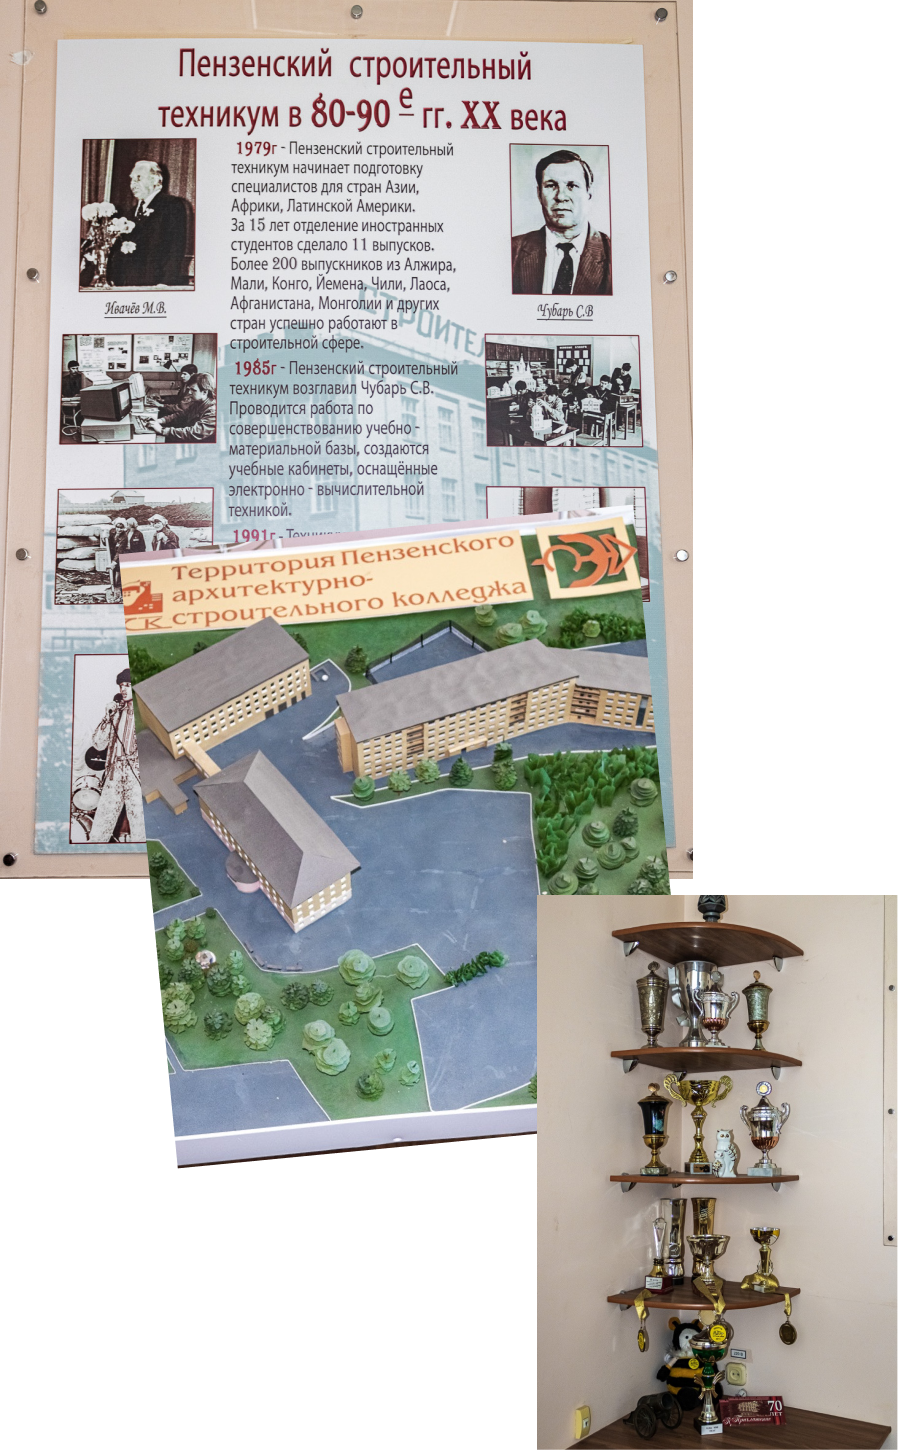 Пензенский строительный
техникум в 80-90 е гг. XX века
1979г - Пензенский строительный
техникум начинает подготовку
специалистов для стран Азии,
Африки, Латинской Америки.
За 15 лет отделение иностранных
студентов сделало 11 выпусков.
Более 200 выпускников из Алжира,
Мали, Конго, Йемена, Чили, Лаоса,
Афганистана, Монголии и других
стран успешно работают в
строительной сфере.
Ивачёв М.В.
Чубарь С.В
СТРОИТЕЛ
1985г - Пензенский строительный
техникум возглавил Чубарь С.В.
Проводится работа по
совершенствованию учебно -
материальной базы, создаются
учебные кабинеты, оснащённые
электронно - вычислительной
техникой.
1991г -
Территория Пензенского
архитектурно-
строительного колледжа
СК
70
ЛЕТ